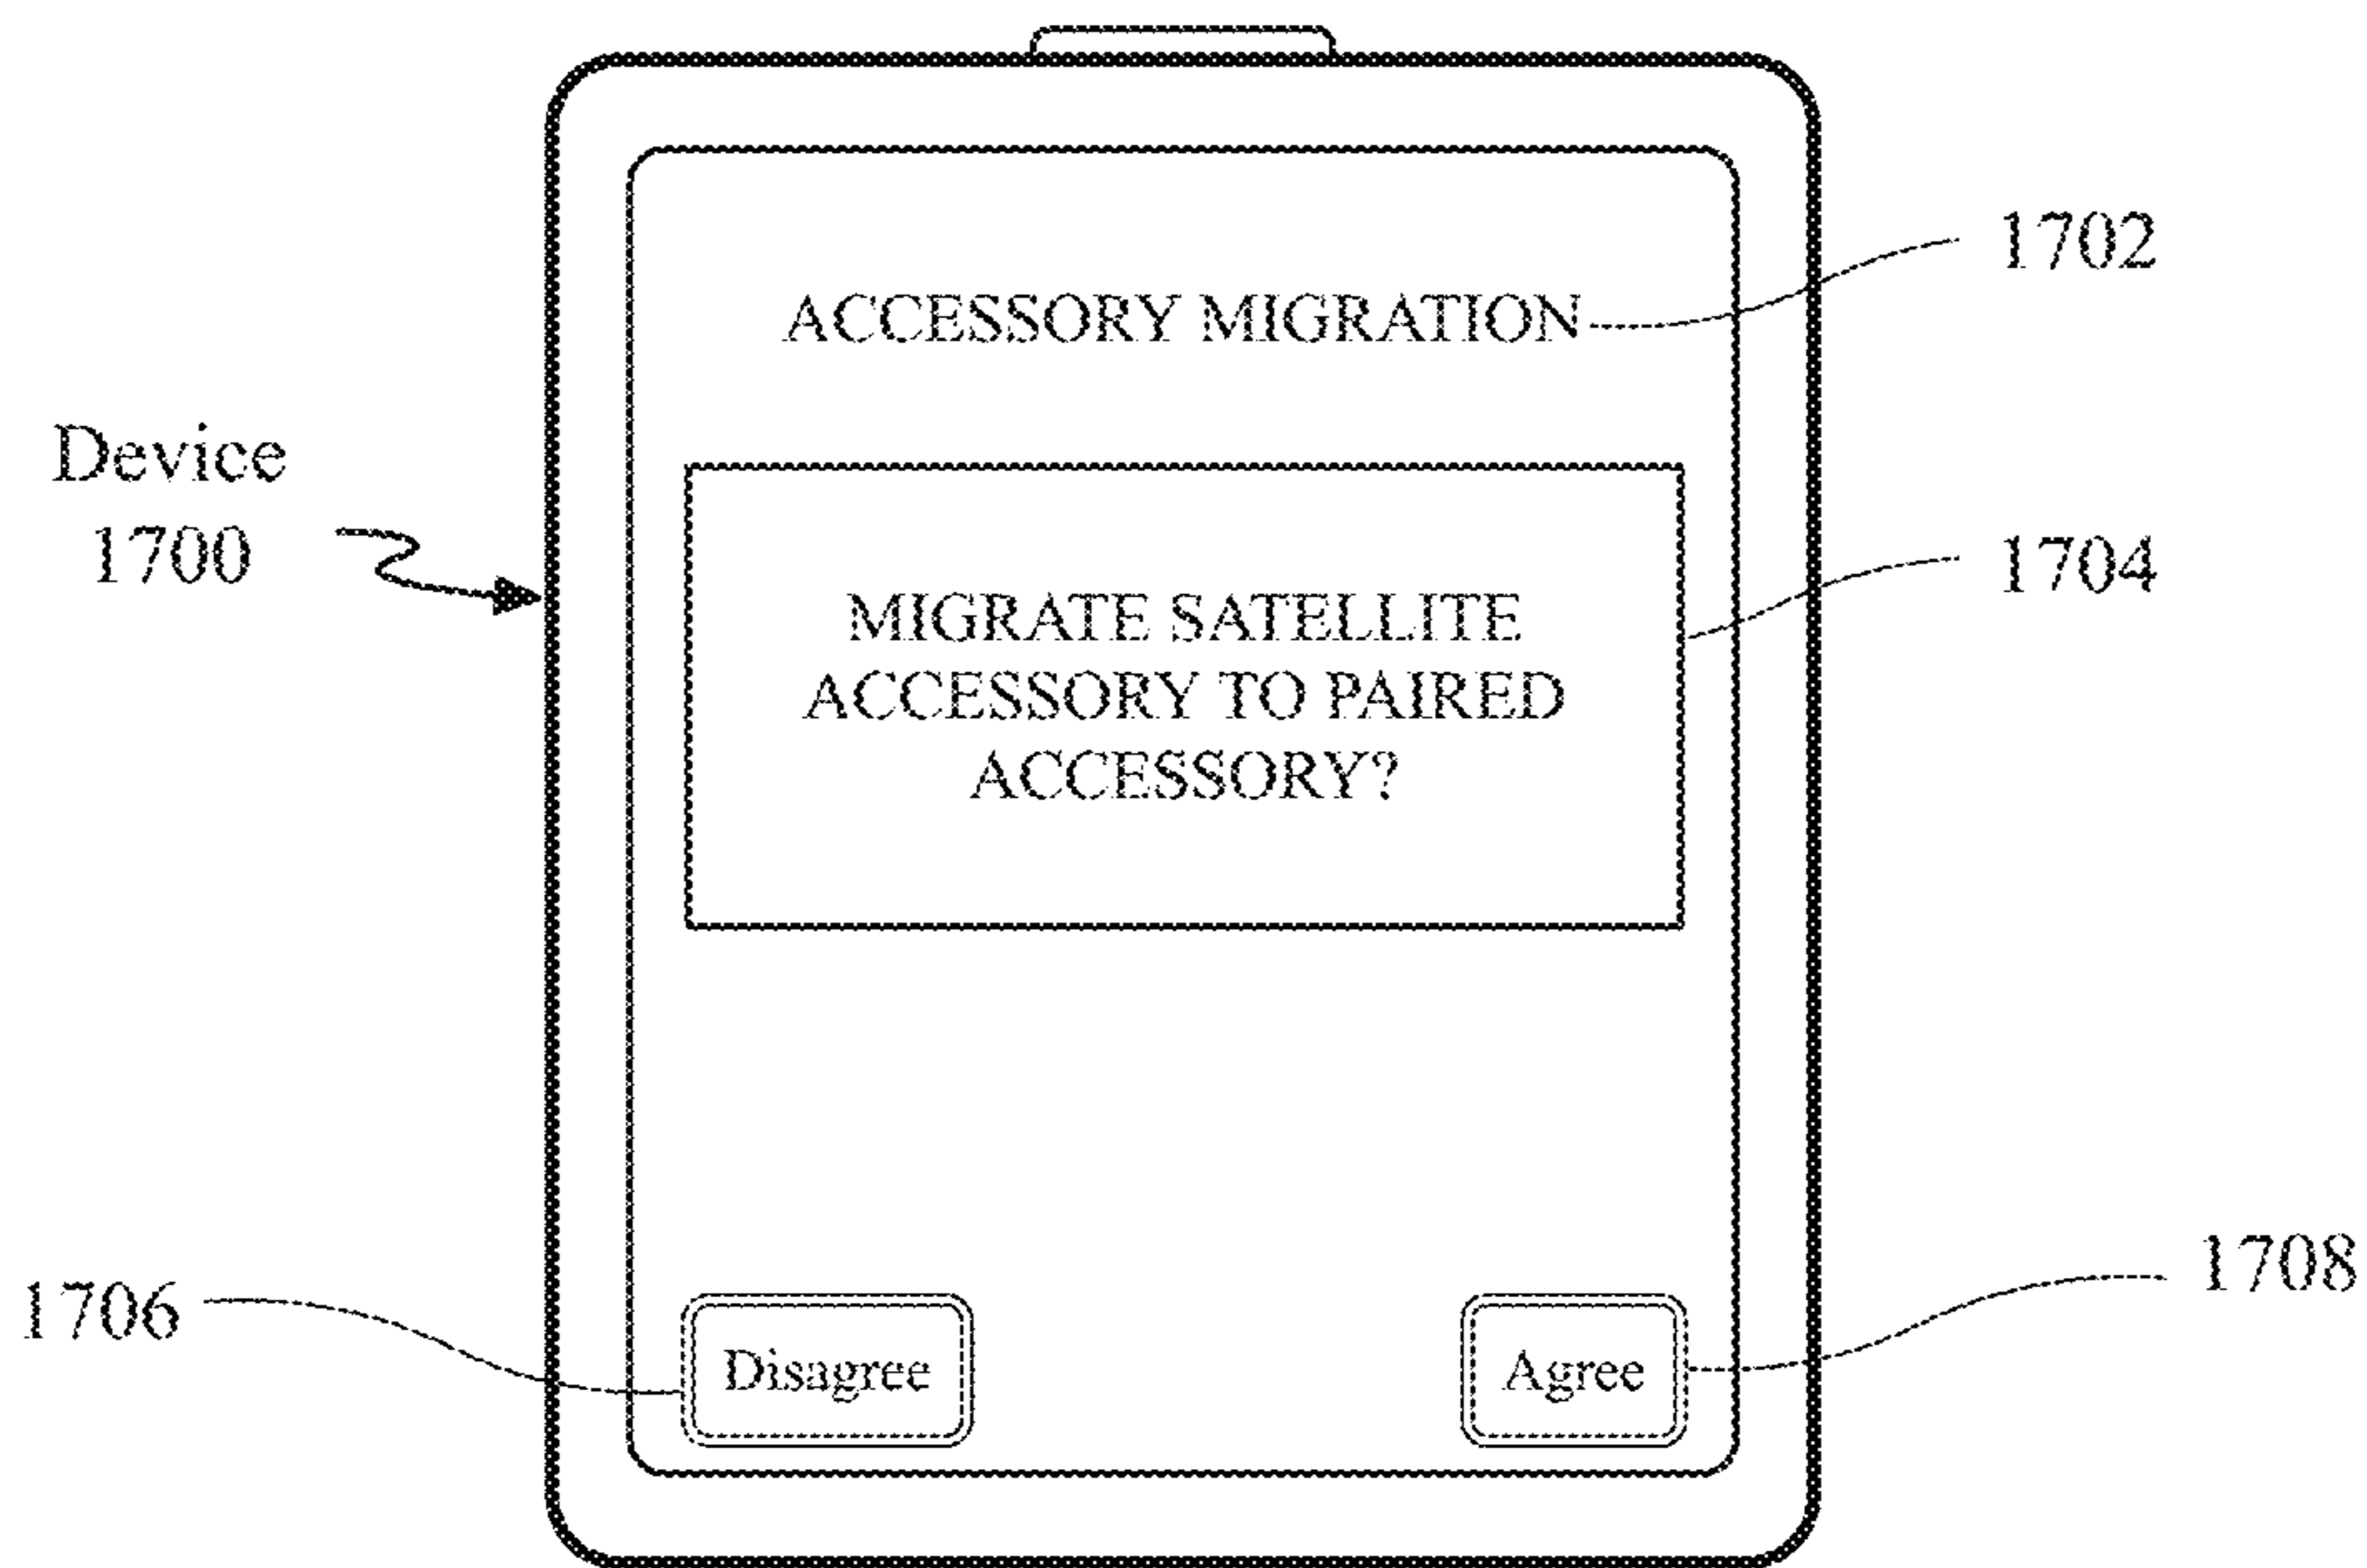 1702
ACCESSORY MIGRATION
Device
1700
1704
MIGRATE SATELLITE
ACCESSORY TO PAIRED
ACCESSORY?
1706
Disagree
Agree
1708